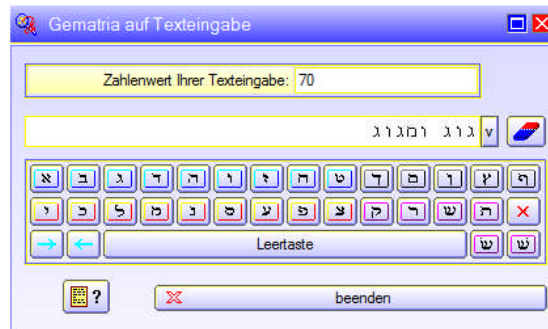 Gematria auf Texteingabe
Zahlenwert Ihrer Texteingabe: 70
גוג ומגוג v
א ב ג ד ה ו ז ח ט ך ם ן ץ ף
י כ ל מ נ ס ע פ צ ק ר ש ת
Leertaste שׂ שׁ
? beenden